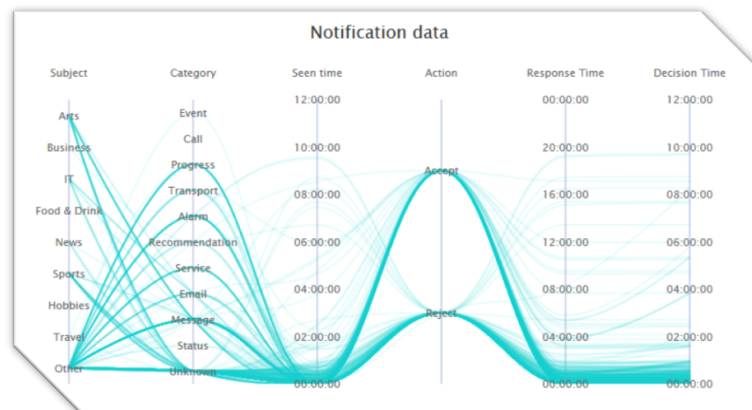 Notification data
Subject Category Seen time Action Response Time Decision Time
12:00:00 00:00:00 12:00:00
Arts Event
Call
Business 10:00:00 20:00:00 10:00:00
Progress Accept
IT Transport 08:00:00 16:00:00 08:00:00
Food & Drink Alarm
News Recommendation 06:00:00 12:00:00 06:00:00
Sports Service
Email 04:00:00 08:00:00 04:00:00
Hobbies Message Reject
Travel Status 02:00:00 04:00:00 02:00:00
Other Unknown
00:00:00 00:00:00 00:00:00